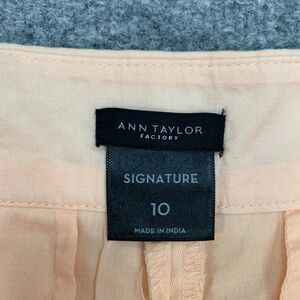 ANN TAYLOR
FACTORY
SIGNATURE
10
MADE IN INDIA